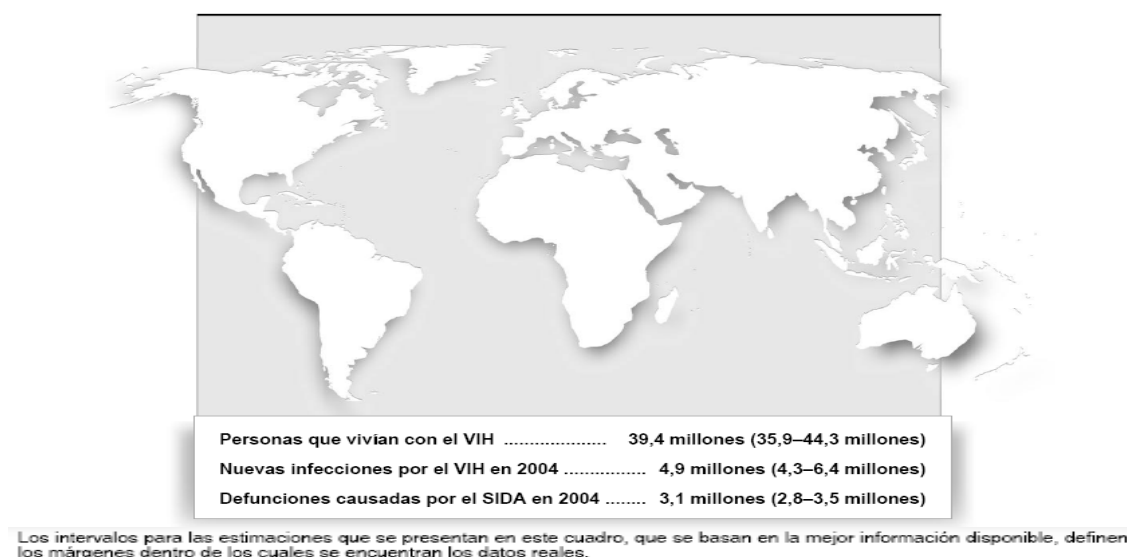 Personas que vivían con el VIH ................... 39,4 millones (35,9–44,3 millones)
Nuevas infecciones por el VIH en 2004 ............... 4,9 millones (4,3–6,4 millones)
Defunciones causadas por el SIDA en 2004 ........ 3,1 millones (2,8–3,5 millones)
Los intervalos para las estimaciones que se presentan en este cuadro, que se basan en la mejor información disponible, definen
los márgenes dentro de los cuales se encuentran los datos reales.